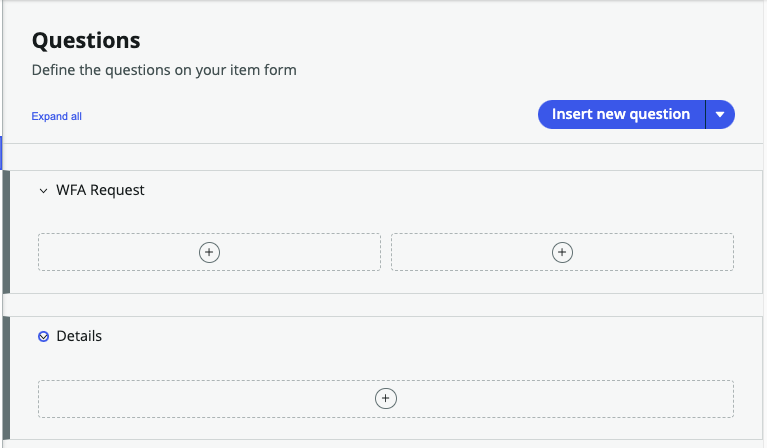 Questions
Define the questions on your item form
Expand all
Insert new question
WFA Request
Details